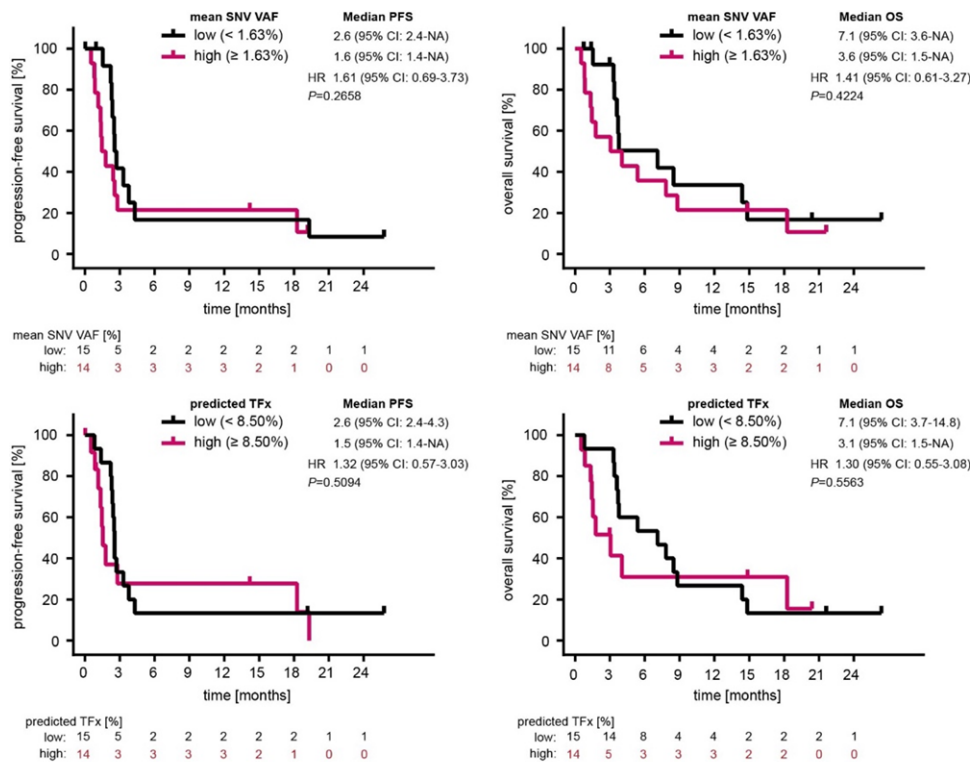 mean SNV VAF Median PFS
low (< 1.63%) 2.6 (95% CI: 2.4-NA)
high (≥ 1.63%) 1.6 (95% CI: 1.4-NA)
HR 1.61 (95% CI: 0.69-3.73)
P=0.2658
progression-free survival [%]
100
80
60
40
20
0
0 3 6 9 12 15 18 21 24
time [months]
mean SNV VAF [%]
low: 15 5 2 2 2 2 2 1 1
high: 14 3 3 3 3 2 1 0 0
mean SNV VAF Median OS
low (< 1.63%) 7.1 (95% CI: 3.6-NA)
high (≥ 1.63%) 3.6 (95% CI: 1.5-NA)
HR 1.41 (95% CI: 0.61-3.27)
P=0.4224
overall survival [%]
100
80
60
40
20
0
0 3 6 9 12 15 18 21 24
time [months]
mean SNV VAF [%]
low: 15 11 6 4 4 2 2 1 1
high: 14 8 5 3 3 2 2 1 0
predicted TFx Median PFS
low (< 8.50%) 2.6 (95% CI: 2.4-4.3)
high (≥ 8.50%) 1.5 (95% CI: 1.4-NA)
HR 1.32 (95% CI: 0.57-3.03)
P=0.5094
progression-free survival [%]
100
80
60
40
20
0
0 3 6 9 12 15 18 21 24
time [months]
predicted TFx [%]
low: 15 5 2 2 2 2 2 1 1
high: 14 3 3 3 3 2 1 0 0
predicted TFx Median OS
low (< 8.50%) 7.1 (95% CI: 3.7-14.8)
high (≥ 8.50%) 3.1 (95% CI: 1.5-NA)
HR 1.30 (95% CI: 0.55-3.08)
P=0.5563
overall survival [%]
100
80
60
40
20
0
0 3 6 9 12 15 18 21 24
time [months]
predicted TFx [%]
low: 15 14 8 4 4 2 2 2 1
high: 14 5 3 3 3 2 2 0 0